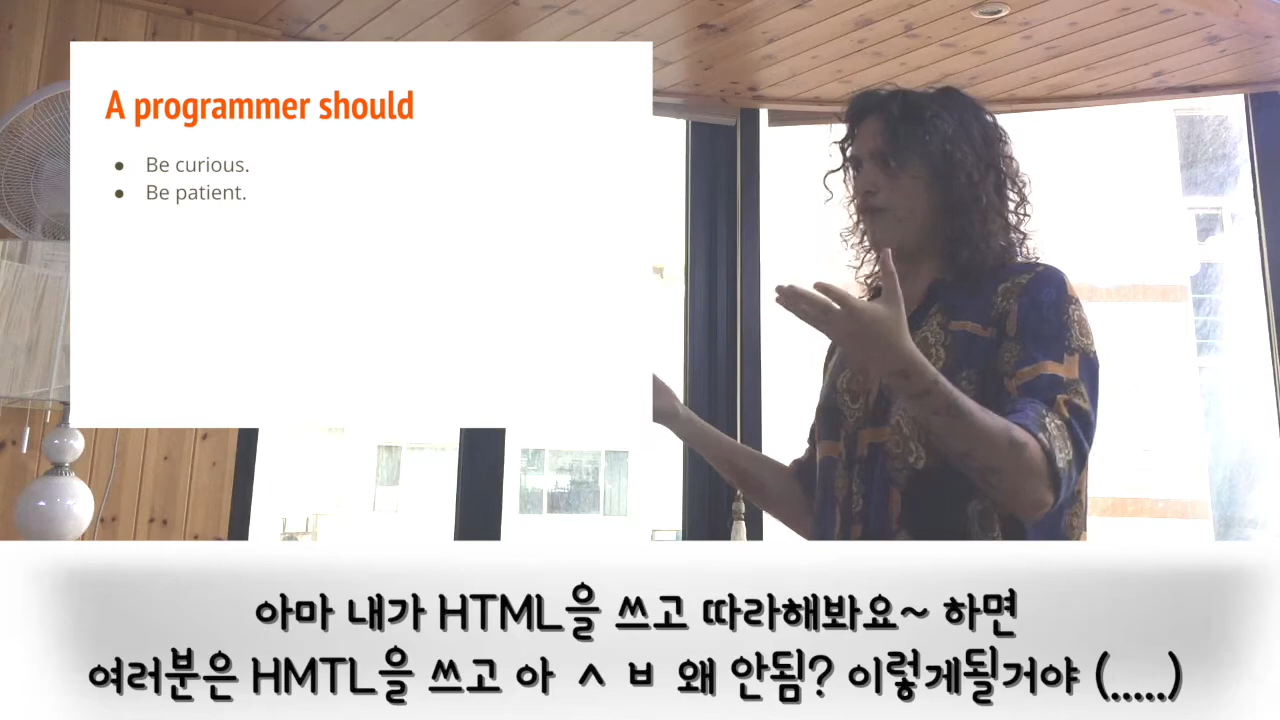 A programmer should
● Be curious.
● Be patient.
아마 내가 HTML을 쓰고 따라해봐요~ 하면
여러분은 HMTL을 쓰고 아 ㅅ ㅂ 왜 안됨? 이렇게될거야 (.....)